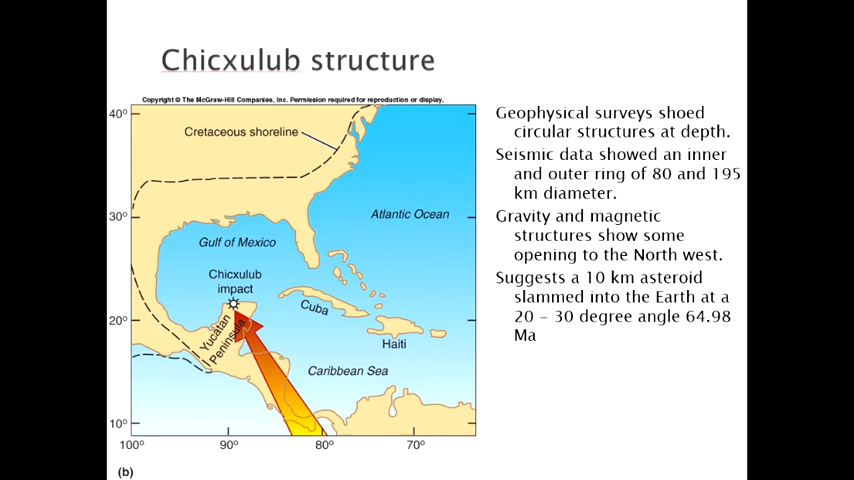 Chicxulub structure
Copyright © The McGraw-Hill Companies, Inc. Permission required for reproduction or display.
40°
Cretaceous shoreline
30°
Atlantic Ocean
Gulf of Mexico
Chicxulub
impact
Cuba
20°
Yucatan
Peninsula
Haiti
Caribbean Sea
10°
100°
90°
80°
70°
(b)
Geophysical surveys shoed
circular structures at depth.
Seismic data showed an inner
and outer ring of 80 and 195
km diameter.
Gravity and magnetic
structures show some
opening to the North west.
Suggests a 10 km asteroid
slammed into the Earth at a
20 – 30 degree angle 64.98
Ma